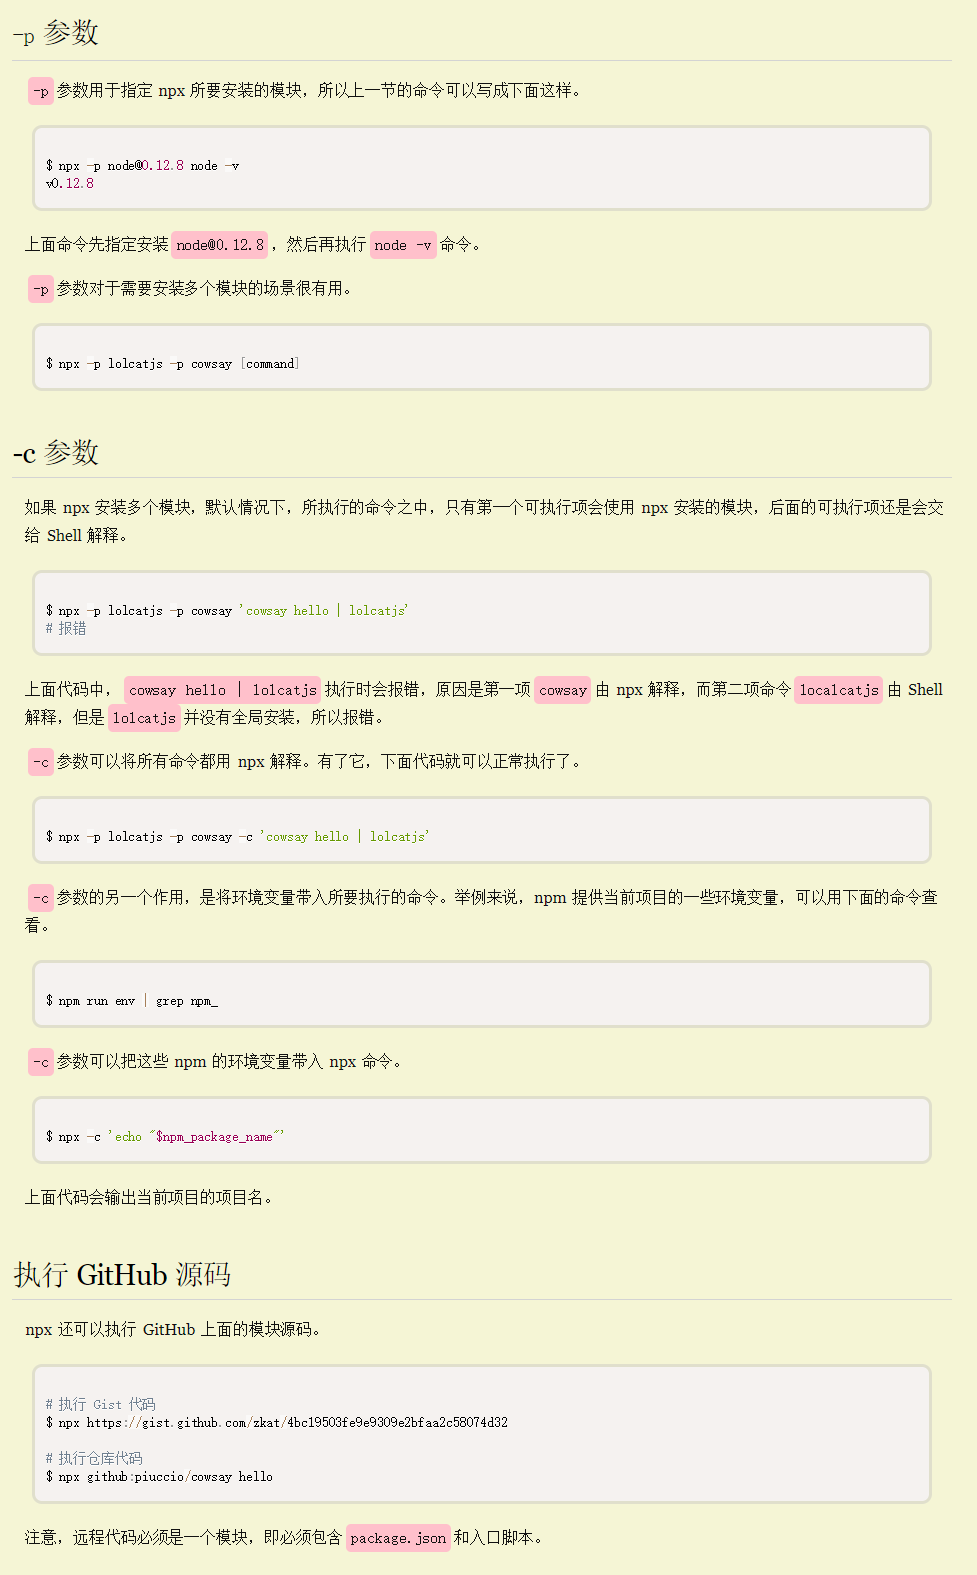 -p 参数
-p 参数用于指定 npx 所要安装的模块，所以上一节的命令可以写成下面这样。
$ npx -p node@0.12.8 node -v
v0.12.8
上面命令先指定安装 node@0.12.8 ，然后再执行 node -v 命令。
-p 参数对于需要安装多个模块的场景很有用。
$ npx -p lolcatjs -p cowsay [command]
-c 参数
如果 npx 安装多个模块，默认情况下，所执行的命令之中，只有第一个可执行项会使用 npx 安装的模块，后面的可执行项还是会交
给 Shell 解释。
$ npx -p lolcatjs -p cowsay 'cowsay hello | lolcatjs'
# 报错
上面代码中， cowsay hello | lolcatjs 执行时会报错，原因是第一项 cowsay 由 npx 解释，而第二项命令 localcatjs 由 Shell
解释，但是 lolcatjs 并没有全局安装，所以报错。
-c 参数可以将所有命令都用 npx 解释。有了它，下面代码就可以正常执行了。
$ npx -p lolcatjs -p cowsay -c 'cowsay hello | lolcatjs'
-c 参数的另一个作用，是将环境变量带入所要执行的命令。举例来说，npm 提供当前项目的一些环境变量，可以用下面的命令查
看。
$ npm run env | grep npm_
-c 参数可以把这些 npm 的环境变量带入 npx 命令。
$ npx -c 'echo "$npm_package_name"'
上面代码会输出当前项目的项目名。
执行 GitHub 源码
npx 还可以执行 GitHub 上面的模块源码。
# 执行 Gist 代码
$ npx https://gist.github.com/zkat/4bc19503fe9e9309e2bfaa2c58074d32
# 执行仓库代码
$ npx github:piuccio/cowsay hello
注意，远程代码必须是一个模块，即必须包含 package.json 和入口脚本。